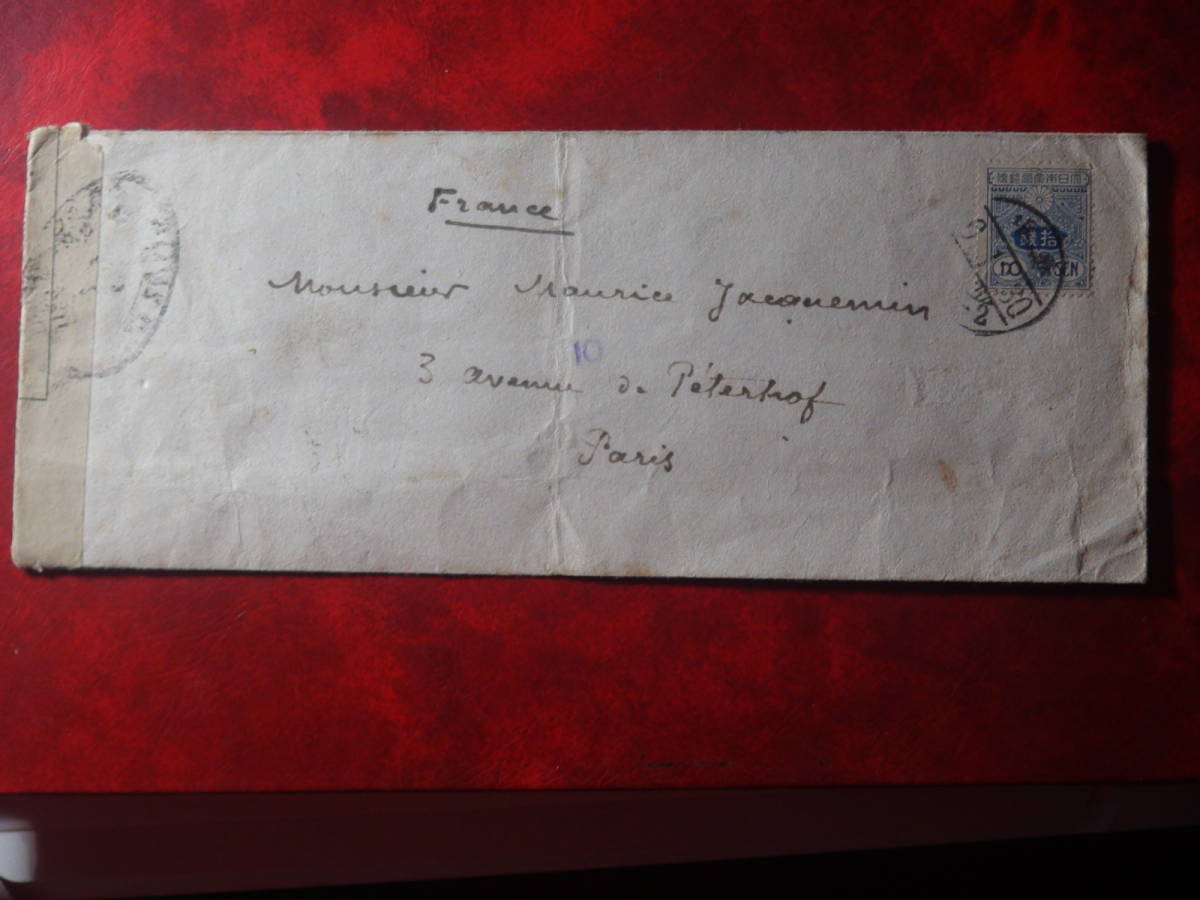 France
大日本帝國郵便
拾銭
SEN
Monsieur Maurice Jacquemin
10
3 avenue de Péterhof
Paris